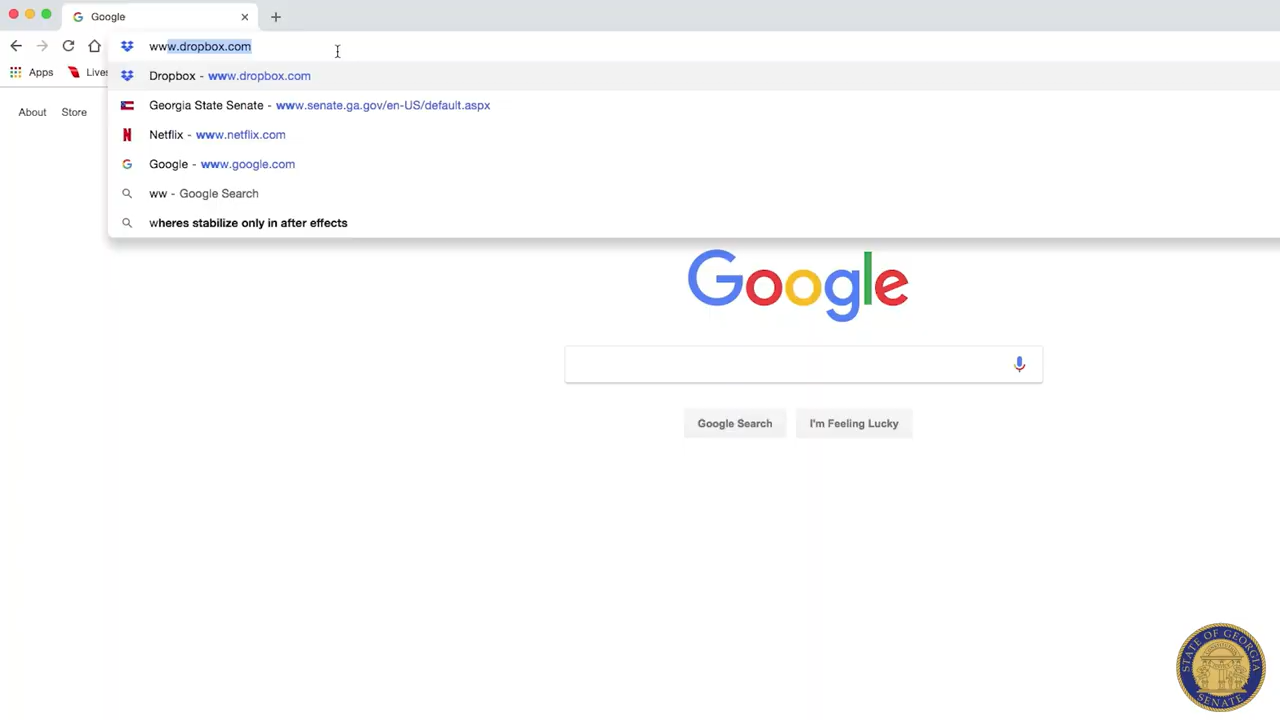 Google
www.dropbox.com
Apps
Lives
Dropbox - www.dropbox.com
Georgia State Senate - www.senate.ga.gov/en-US/default.aspx
Netflix - www.netflix.com
Google - www.google.com
ww - Google Search
wheres stabilize only in after effects
About Store
Google
Google Search I'm Feeling Lucky
STATE OF GEORGIA
SENATE